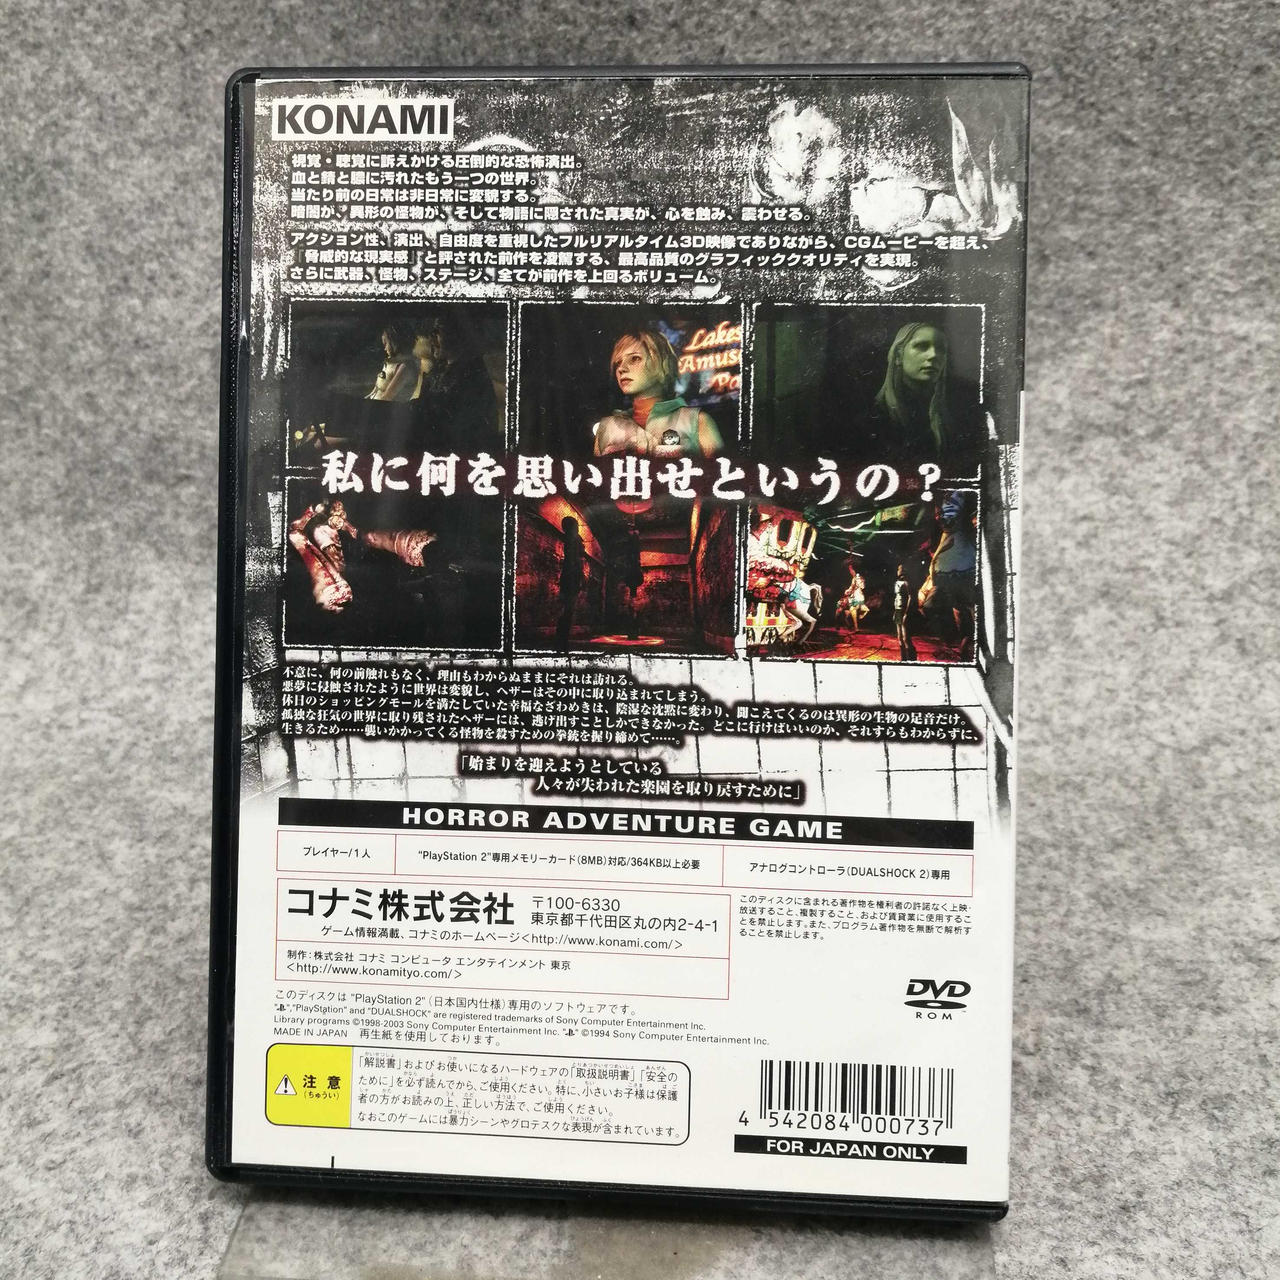 KONAMI
視覚・聴覚に訴えかける圧倒的な恐怖演出。
血と錆と膿に汚れたもう一つの世界。
当たり前の日常は非日常に変貌する。
暗闇が、異形の怪物が、そして物語に隠された真実が、心を蝕み、震わせる。
アクション性、演出、自由度を重視したフルリアルタイム3D映像でありながら、CGムービーを超え、
『脅威的な現実感』と評された前作を凌駕する、最高品質のグラフィッククオリティを実現。
さらに武器、怪物、ステージ、全てが前作を上回るボリューム。
Lakes
Amuse
Pa
私に何を思い出せというの？
不意に、何の前触れもなく、理由もわからぬままにそれは訪れる。
悪夢に侵蝕されたように世界は変貌し、ヘザーはその中に取り込まれてしまう。
休日のショッピングモールを満たしていた幸福なざわめきは、陰湿な沈黙に変わり、聞こえてくるのは異形の生物の足音だけ。
孤独な狂気の世界に取り残されたヘザーには、逃げ出すことしかできなかった。どこに行けばいいのか、それすらもわからずに、
生きるため……襲いかかってくる怪物を殺すための拳銃を握り締めて……。
「始まりを迎えようとしている
人々が失われた楽園を取り戻すために」
HORROR ADVENTURE GAME
プレイヤー/1人
"PlayStation 2"専用メモリーカード(8MB)対応/364KB以上必要
アナログコントローラ(DUALSHOCK 2)専用
コナミ株式会社
〒100-6330
東京都千代田区丸の内2-4-1
ゲーム情報満載、コナミのホームページ<http://www.konami.com/>
制作：株式会社 コナミ コンピュータ エンタテインメント 東京
<http://www.konamityo.com/>
このディスクに含まれる著作物を権利者の許諾なく上映・
放送すること、複製すること、および賃貸業に使用するこ
とを禁止します。また、プログラム著作物を無断で解析す
ることを禁止します。
DVD
ROM
このディスクは "PlayStation 2" (日本国内仕様) 専用のソフトウェアです。
" ","PlayStation" and "DUALSHOCK" are registered trademarks of Sony Computer Entertainment Inc.
Library programs ©1998-2003 Sony Computer Entertainment Inc. " " ©1994 Sony Computer Entertainment Inc.
MADE IN JAPAN 再生紙を使用しております。
注意
(ちゅうい)
「解説書」およびお使いになるハードウェアの「取扱説明書」「安全の
ために」を必ず読んでから、ご使用ください。特に、小さいお子様は保護
者の方がお読みの上、正しい方法で、ご使用ください。
なおこのゲームには暴力シーンやグロテスクな表現が含まれています。
4 542084 000737
FOR JAPAN ONLY